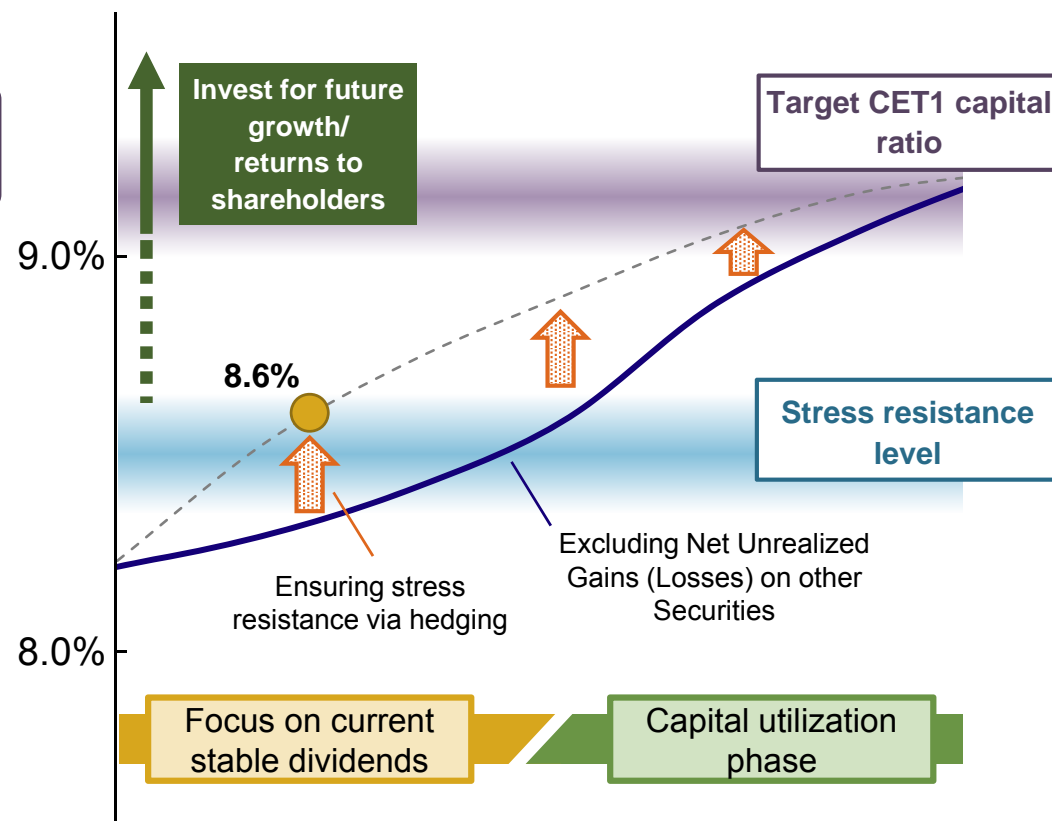 Invest for future
growth/
returns to
shareholders
Target CET1 capital
ratio
9.0%
8.6%
Stress resistance
level
Excluding Net Unrealized
Gains (Losses) on other
Securities
Ensuring stress
resistance via hedging
8.0%
Focus on current
stable dividends
Capital utilization
phase